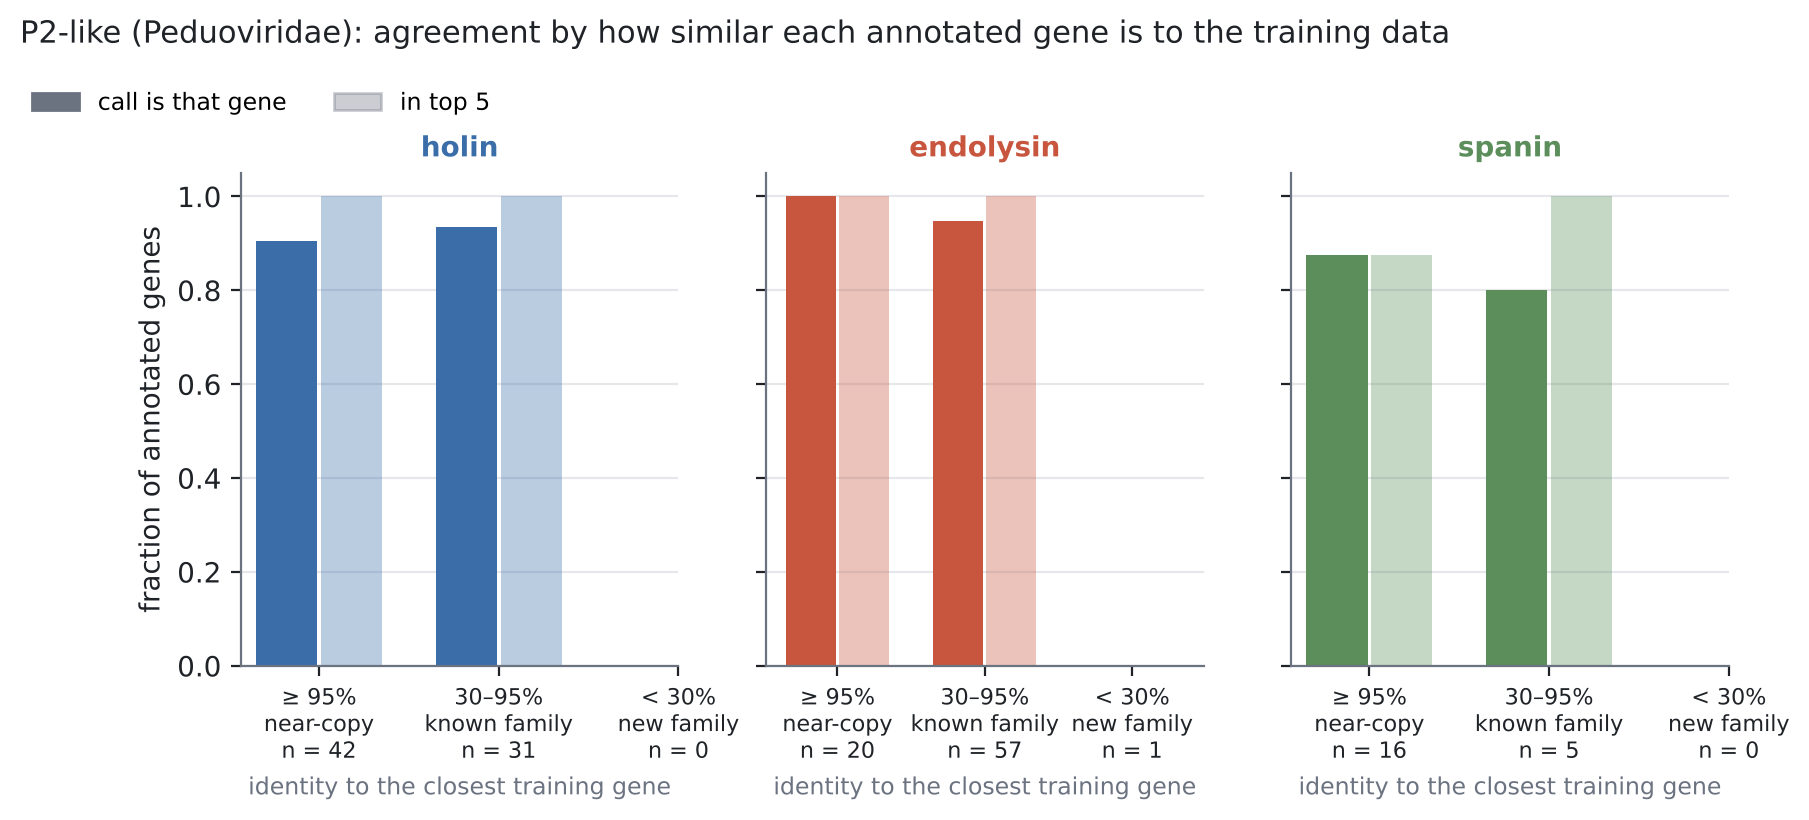 P2-like (Peduoviridae): agreement by how similar each annotated gene is to the training data
call is that gene
in top 5
holin
endolysin
spanin
fraction of annotated genes
1.0
0.8
0.6
0.4
0.2
0.0
≥ 95%
near-copy
n = 42
30–95%
known family
n = 31
< 30%
new family
n = 0
identity to the closest training gene
≥ 95%
near-copy
n = 20
30–95%
known family
n = 57
< 30%
new family
n = 1
identity to the closest training gene
≥ 95%
near-copy
n = 16
30–95%
known family
n = 5
< 30%
new family
n = 0
identity to the closest training gene